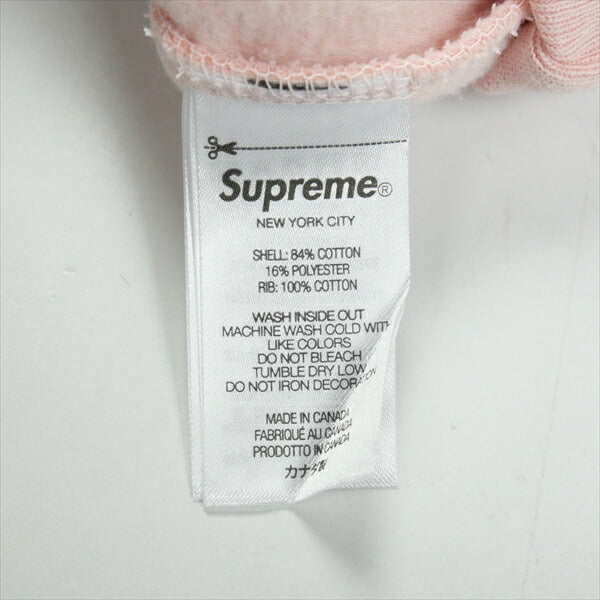 Supreme®
NEW YORK CITY
SHELL: 84% COTTON
16% POLYESTER
RIB: 100% COTTON
WASH INSIDE OUT
MACHINE WASH COLD WITH
LIKE COLORS
DO NOT BLEACH
TUMBLE DRY LOW
DO NOT IRON DECORATION
MADE IN CANADA
FABRIQUÉ AU CANADA
PRODOTTO IN CANADA
カナダ製